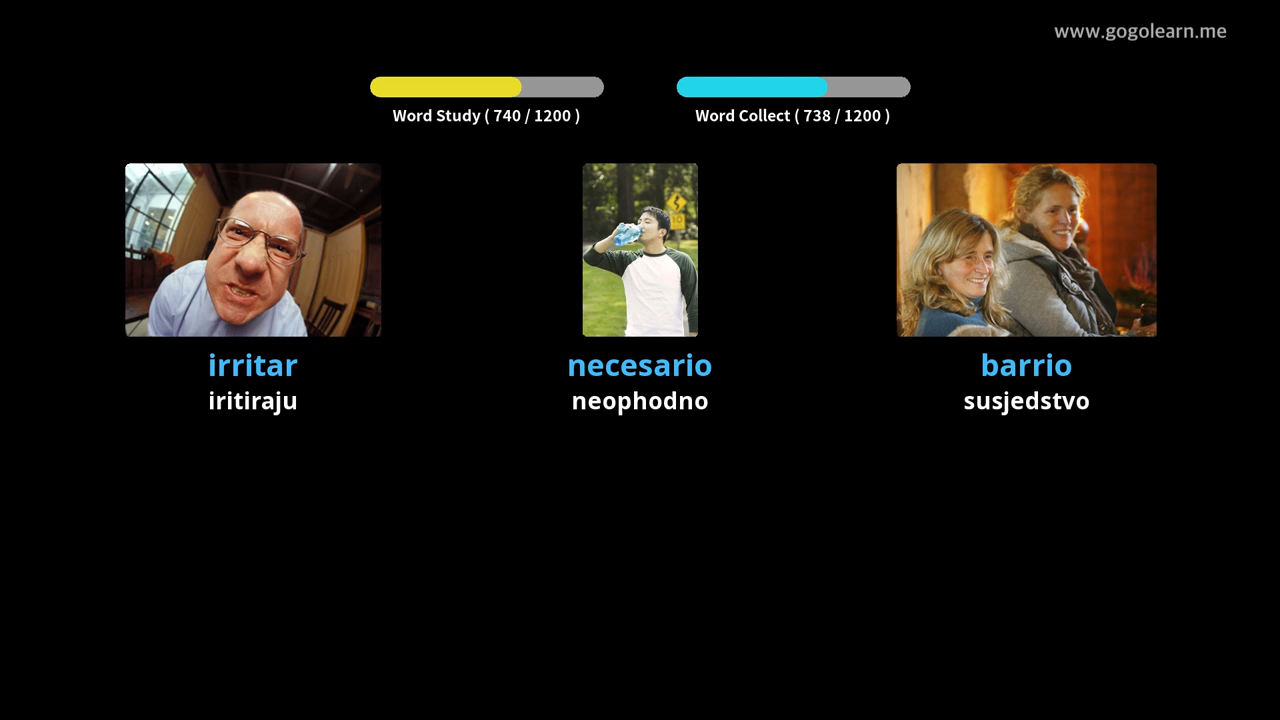 www.gogolearn.me
Word Study ( 740 / 1200 )
Word Collect ( 738 / 1200 )
irritar
necesario
barrio
iritiraju
neophodno
susjedstvo